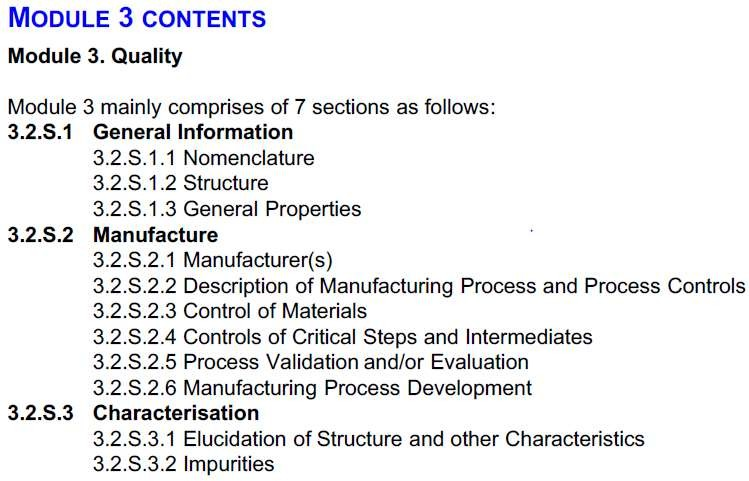 MODULE 3 CONTENTS
Module 3. Quality
Module 3 mainly comprises of 7 sections as follows:
3.2.S.1 General Information
3.2.S.1.1 Nomenclature
3.2.S.1.2 Structure
3.2.S.1.3 General Properties
3.2.S.2 Manufacture
3.2.S.2.1 Manufacturer(s)
3.2.S.2.2 Description of Manufacturing Process and Process Controls
3.2.S.2.3 Control of Materials
3.2.S.2.4 Controls of Critical Steps and Intermediates
3.2.S.2.5 Process Validation and/or Evaluation
3.2.S.2.6 Manufacturing Process Development
3.2.S.3 Characterisation
3.2.S.3.1 Elucidation of Structure and other Characteristics
3.2.S.3.2 Impurities